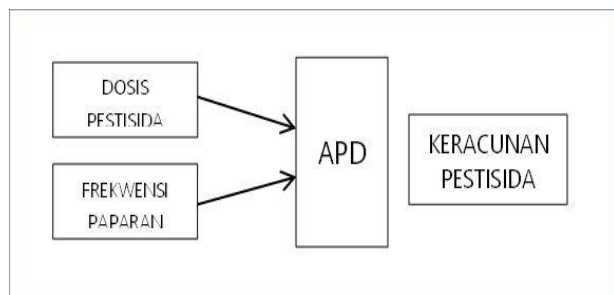 DOSIS
PESTISIDA
FREKWENSI
PAPARAN
APD
KERACUNAN
PESTISIDA